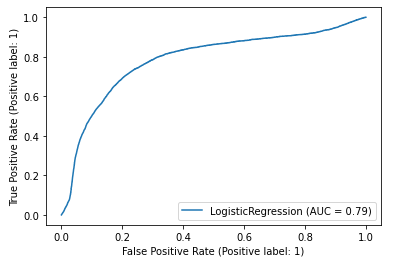 1.0
0.8
0.6
0.4
0.2
0.0
True Positive Rate (Positive label: 1)
LogisticRegression (AUC = 0.79)
0.0 0.2 0.4 0.6 0.8 1.0
False Positive Rate (Positive label: 1)